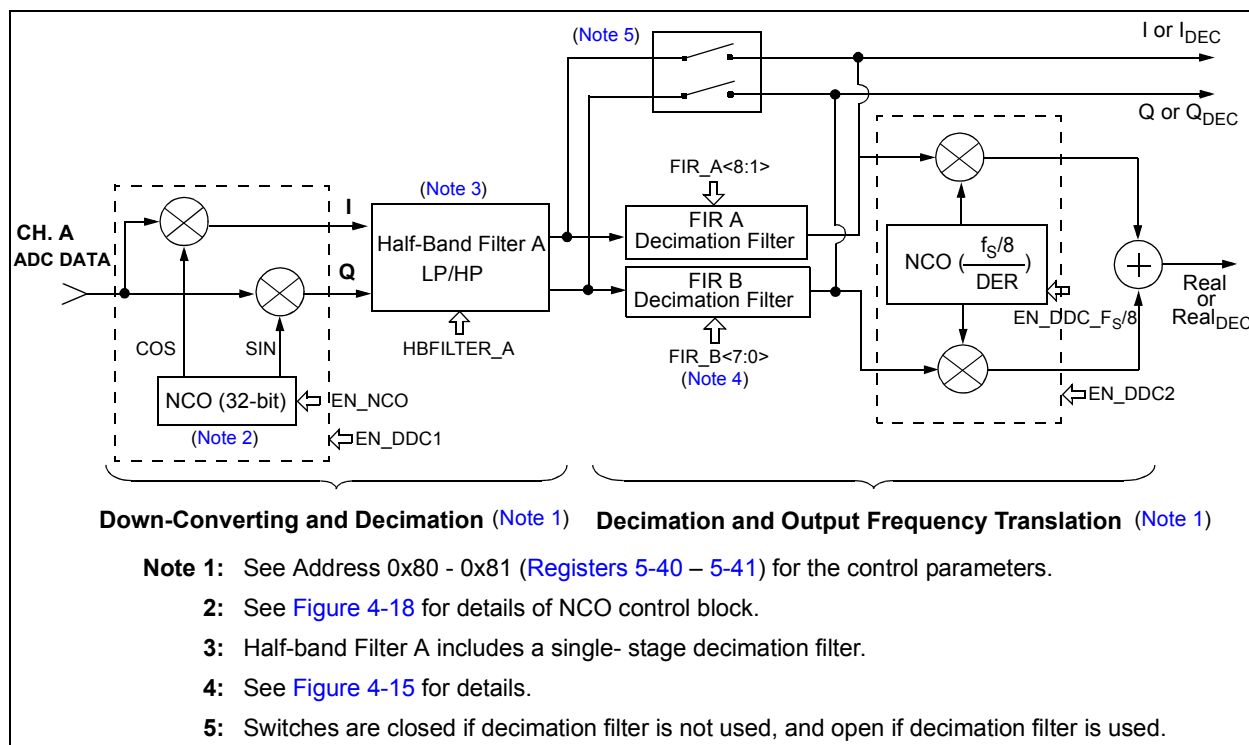 (Note 5)
I or I_DEC
Q or Q_DEC
FIR_A<8:1>
(Note 3)
CH. A
ADC DATA
I
Q
Half-Band Filter A
LP/HP
FIR A
Decimation Filter
FIR B
Decimation Filter
NCO (f_S/8 / DER)
Real
or
Real_DEC
EN_DDC_F_S/8
HBFILTER_A
FIR_B<7:0>
(Note 4)
COS
SIN
NCO (32-bit)
EN_NCO
(Note 2)
EN_DDC1
EN_DDC2
Down-Converting and Decimation (Note 1)
Decimation and Output Frequency Translation (Note 1)
Note 1: See Address 0x80 - 0x81 (Registers 5-40 – 5-41) for the control parameters.
2: See Figure 4-18 for details of NCO control block.
3: Half-band Filter A includes a single- stage decimation filter.
4: See Figure 4-15 for details.
5: Switches are closed if decimation filter is not used, and open if decimation filter is used.